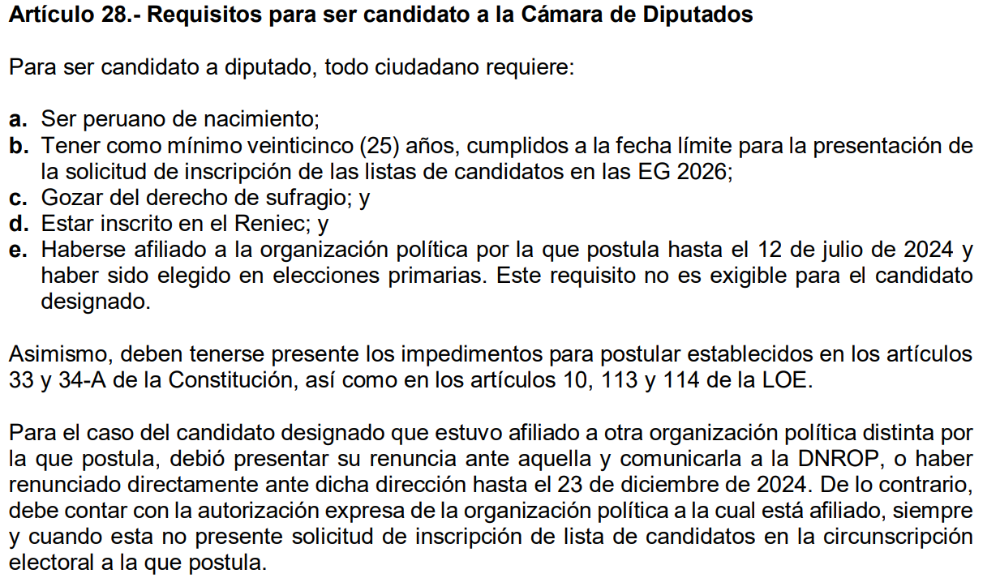 Artículo 28.- Requisitos para ser candidato a la Cámara de Diputados
Para ser candidato a diputado, todo ciudadano requiere:
a. Ser peruano de nacimiento;
b. Tener como mínimo veinticinco (25) años, cumplidos a la fecha límite para la presentación de
la solicitud de inscripción de las listas de candidatos en las EG 2026;
c. Gozar del derecho de sufragio; y
d. Estar inscrito en el Reniec; y
e. Haberse afiliado a la organización política por la que postula hasta el 12 de julio de 2024 y
haber sido elegido en elecciones primarias. Este requisito no es exigible para el candidato
designado.
Asimismo, deben tenerse presente los impedimentos para postular establecidos en los artículos
33 y 34-A de la Constitución, así como en los artículos 10, 113 y 114 de la LOE.
Para el caso del candidato designado que estuvo afiliado a otra organización política distinta por
la que postula, debió presentar su renuncia ante aquella y comunicarla a la DNROP, o haber
renunciado directamente ante dicha dirección hasta el 23 de diciembre de 2024. De lo contrario,
debe contar con la autorización expresa de la organización política a la cual está afiliado, siempre
y cuando esta no presente solicitud de inscripción de lista de candidatos en la circunscripción
electoral a la que postula.